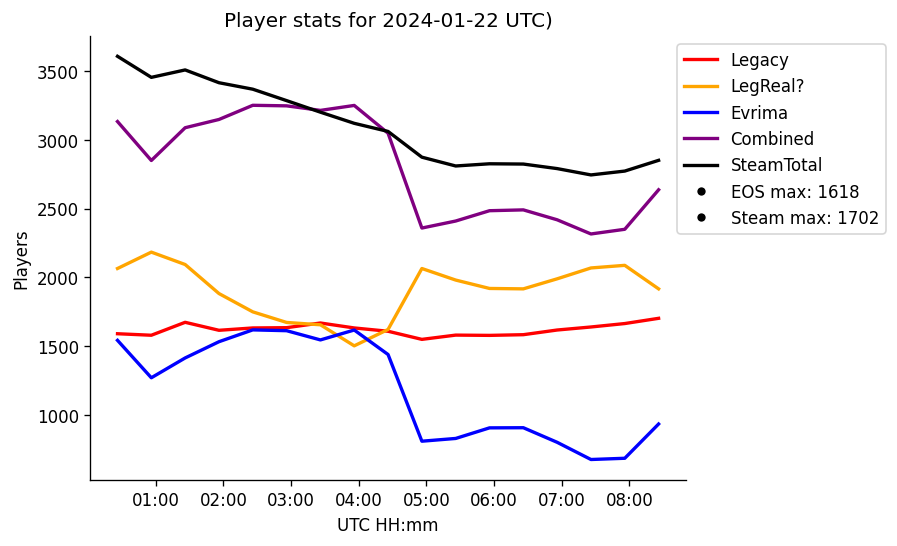 Player stats for 2024-01-22 UTC)
Legacy
LegReal?
Evrima
Combined
SteamTotal
EOS max: 1618
Steam max: 1702
3500
3000
2500
2000
1500
1000
Players
01:00 02:00 03:00 04:00 05:00 06:00 07:00 08:00
UTC HH:mm